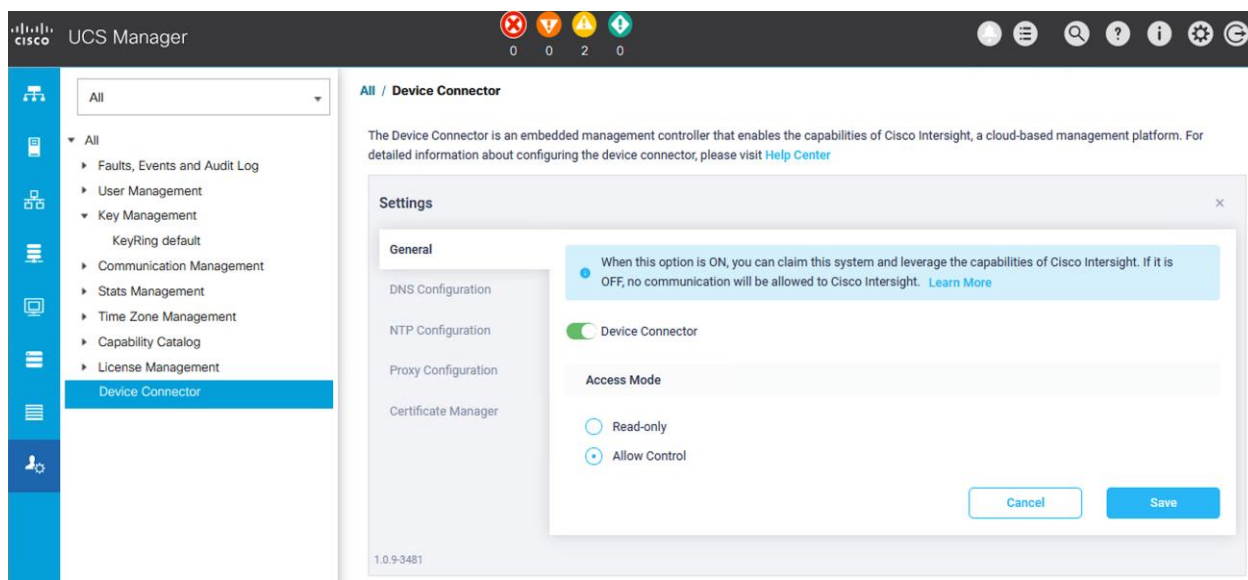 CISCO
UCS Manager
0 0 2 0
All
All / Device Connector
All
Faults, Events and Audit Log
User Management
Key Management
KeyRing default
Communication Management
Stats Management
Time Zone Management
Capability Catalog
License Management
Device Connector
The Device Connector is an embedded management controller that enables the capabilities of Cisco Intersight, a cloud-based management platform. For
detailed information about configuring the device connector, please visit Help Center
Settings
General
DNS Configuration
NTP Configuration
Proxy Configuration
Certificate Manager
When this option is ON, you can claim this system and leverage the capabilities of Cisco Intersight. If it is
OFF, no communication will be allowed to Cisco Intersight. Learn More
Device Connector
Access Mode
Read-only
Allow Control
Cancel
Save
1.0.9-3481